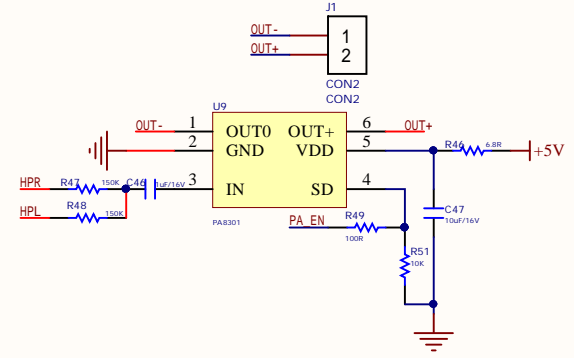 J1
OUT-
1
OUT+
2
CON2
CON2
U9
OUT-
1
OUT0
OUT+
6
OUT+
2
GND
VDD
5
R46
6.8R
+5V
HPR
R47
150K
C46
1uF/16V
3
IN
SD
4
HPL
R48
150K
PA8301
PA_EN
R49
100R
C47
10uF/16V
R51
10K